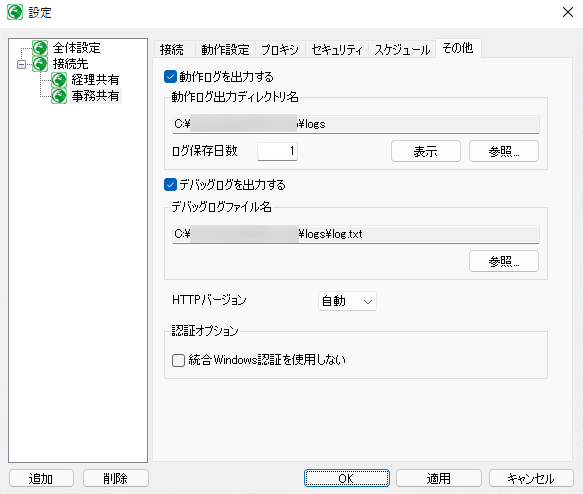 設定
全体設定
接続先
経理共有
事務共有
接続 動作設定 プロキシ セキュリティ スケジュール その他
動作ログを出力する
動作ログ出力ディレクトリ名
C:¥ ¥logs
ログ保存日数 1 表示 参照...
デバッグログを出力する
デバッグログファイル名
C:¥ ¥logs¥log.txt
参照...
HTTPバージョン 自動
認証オプション
統合Windows認証を使用しない
追加 削除 OK 適用 キャンセル